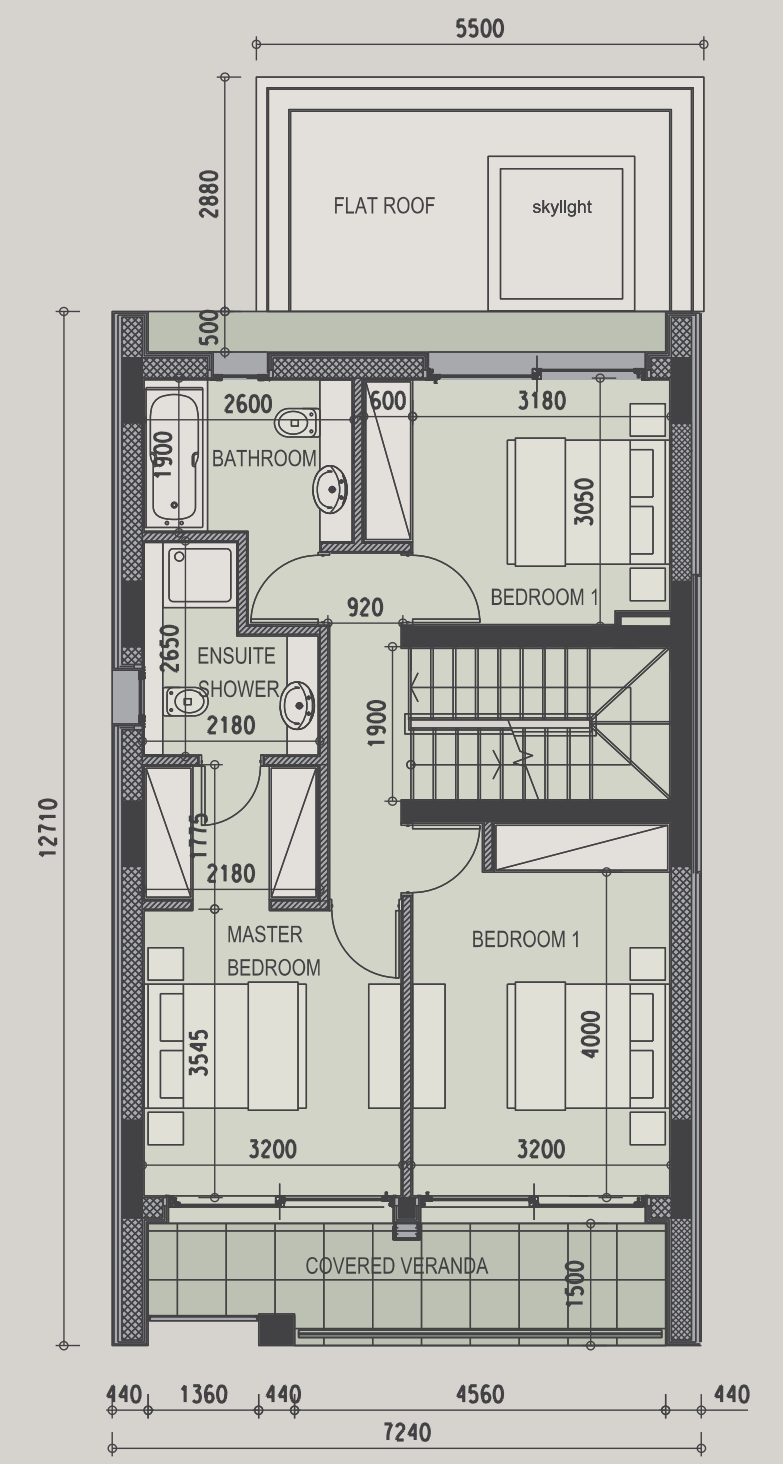 5500
2880
FLAT ROOF
skylIght
500
2600
600
3180
1900
BATHROOM
3050
BEDROOM 1
920
2650
ENSUITE
SHOWER
2180
1900
12710
1775
2180
MASTER
BEDROOM
BEDROOM 1
3545
4000
3200
3200
COVERED VERANDA
1500
440 1360 440 4560 440
7240